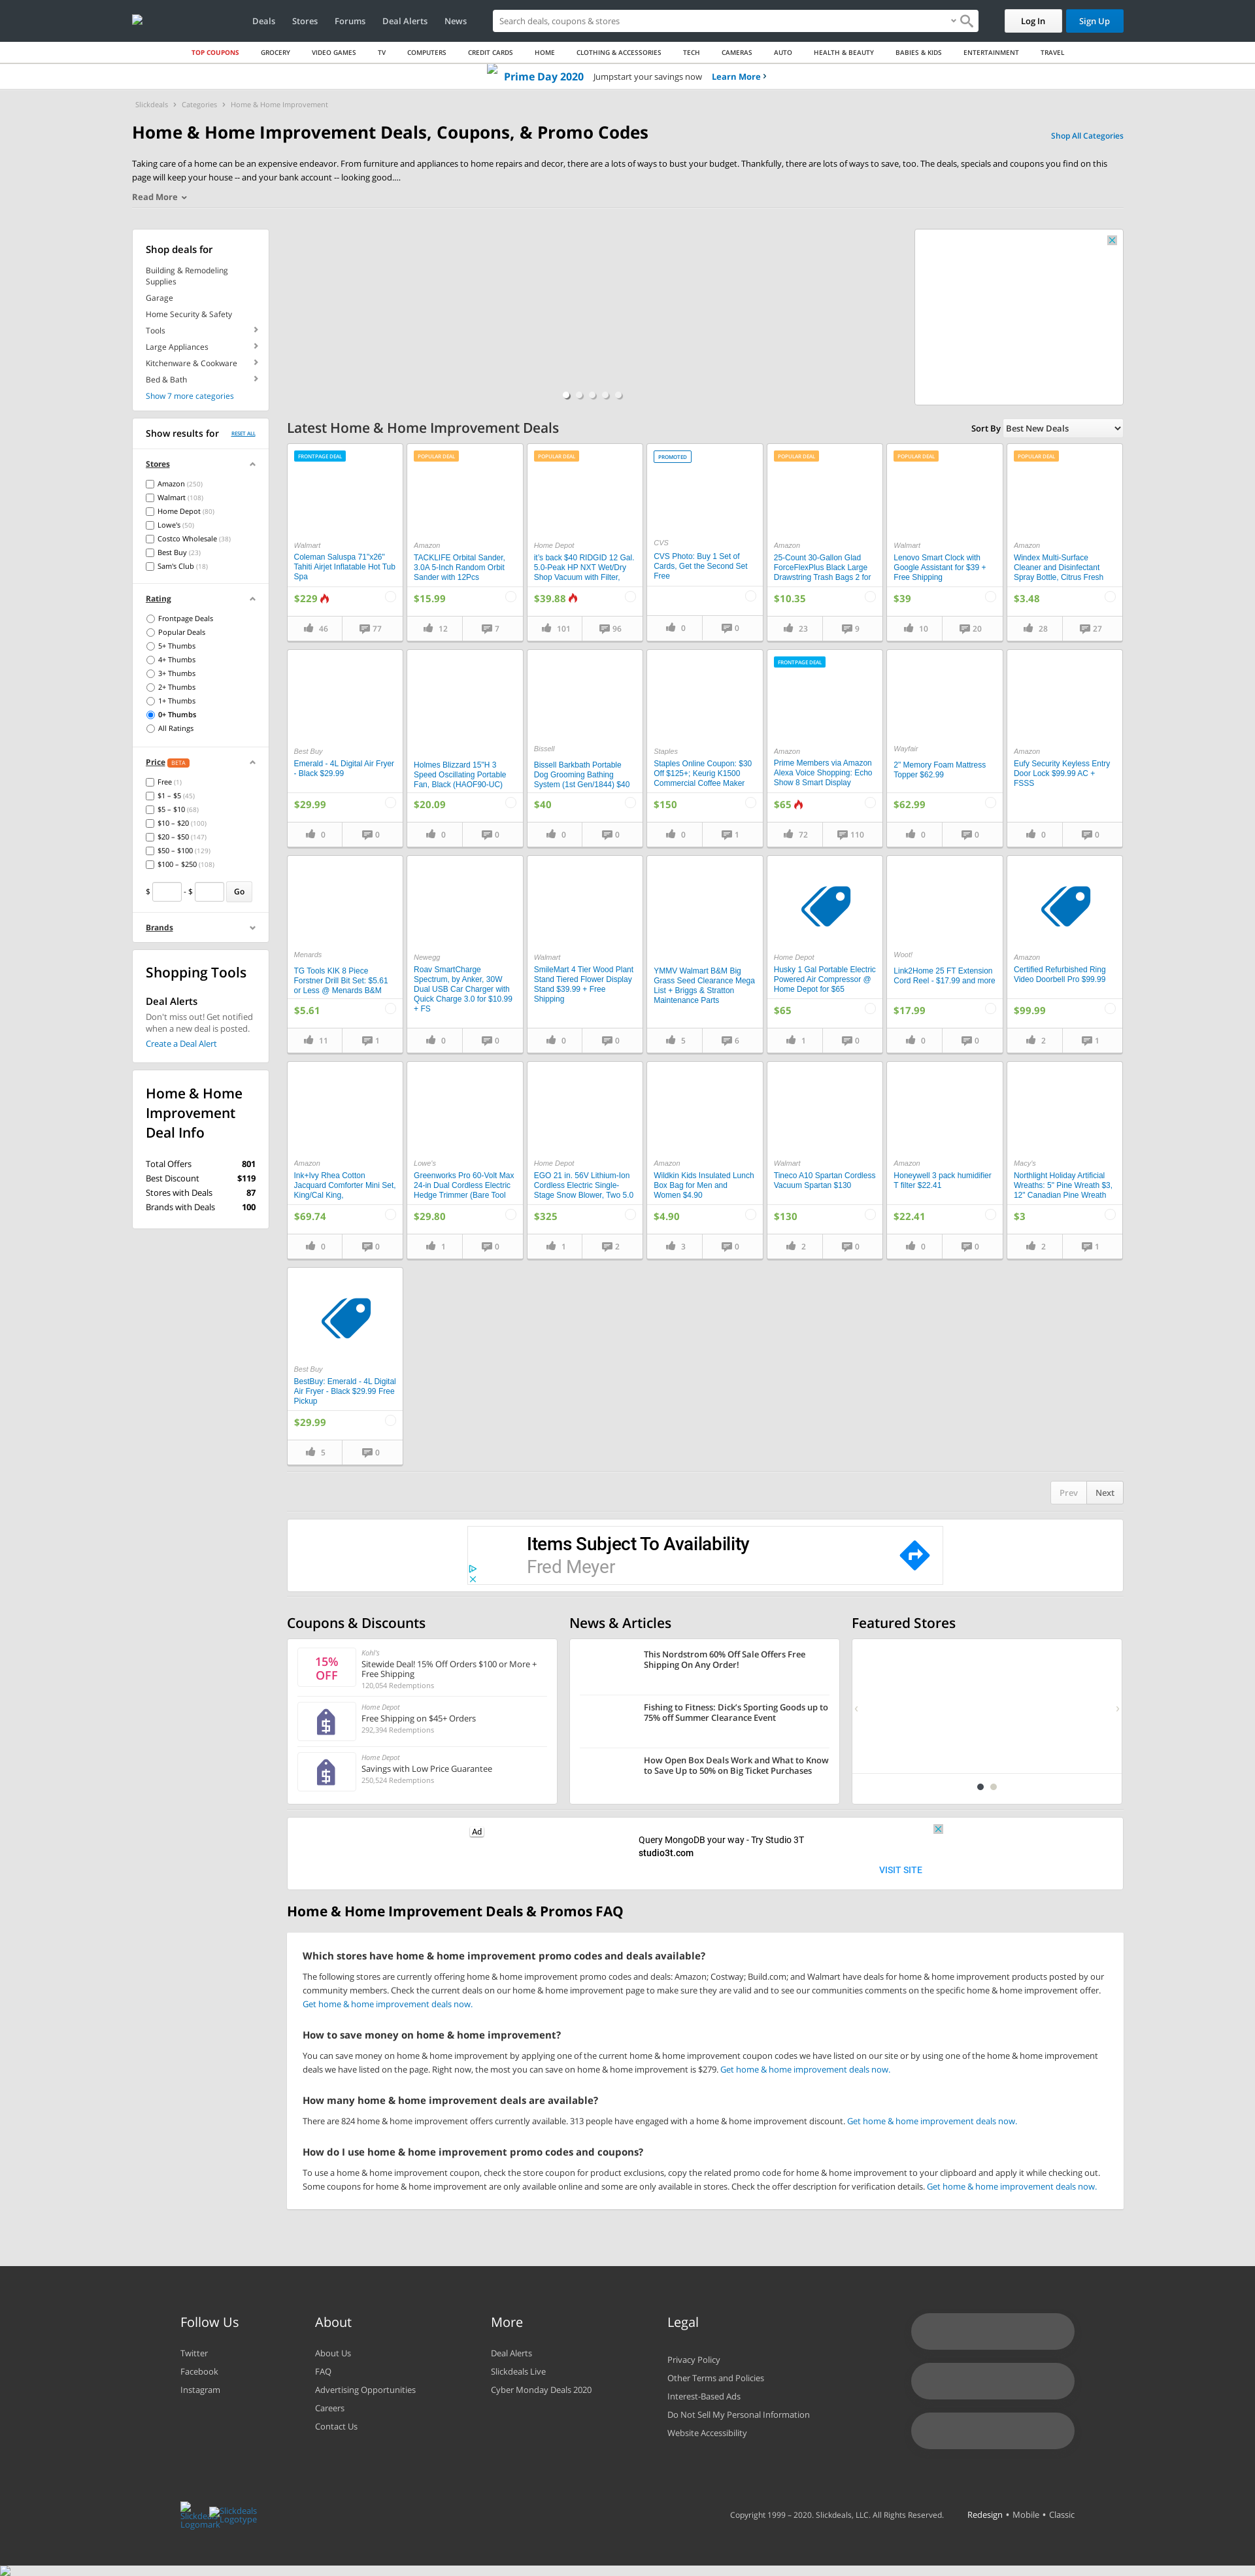 Deals Stores Forums Deal Alerts News Search deals, coupons & stores Log In Sign Up
TOP COUPONS GROCERY VIDEO GAMES TV COMPUTERS CREDIT CARDS HOME CLOTHING & ACCESSORIES TECH CAMERAS AUTO HEALTH & BEAUTY BABIES & KIDS ENTERTAINMENT TRAVEL
Prime Day 2020 Jumpstart your savings now Learn More
Slickdeals Categories Home & Home Improvement
Home & Home Improvement Deals, Coupons, & Promo Codes
Shop All Categories
Taking care of a home can be an expensive endeavor. From furniture and appliances to home repairs and decor, there are a lots of ways to bust your budget. Thankfully, there are lots of ways to save, too. The deals, specials and coupons you find on this
page will keep your house -- and your bank account -- looking good....
Read More
Shop deals for
Building & Remodeling
Supplies
Garage
Home Security & Safety
Tools
Large Appliances
Kitchenware & Cookware
Bed & Bath
Show 7 more categories
Show results for RESET ALL
Stores
Amazon (250)
Walmart (108)
Home Depot (80)
Lowe's (50)
Costco Wholesale (38)
Best Buy (23)
Sam's Club (18)
Rating
Frontpage Deals
Popular Deals
5+ Thumbs
4+ Thumbs
3+ Thumbs
2+ Thumbs
1+ Thumbs
0+ Thumbs
All Ratings
Price BETA
Free (1)
$1 – $5 (45)
$5 – $10 (68)
$10 – $20 (100)
$20 – $50 (147)
$50 – $100 (129)
$100 – $250 (108)
$ - $ Go
Brands
Shopping Tools
Deal Alerts
Don't miss out! Get notified
when a new deal is posted.
Create a Deal Alert
Home & Home
Improvement
Deal Info
Total Offers 801
Best Discount $119
Stores with Deals 87
Brands with Deals 100
Latest Home & Home Improvement Deals
Sort By Best New Deals
FRONTPAGE DEAL
Walmart
Coleman Saluspa 71"x26"
Tahiti Airjet Inflatable Hot Tub
Spa
$229
46 77
POPULAR DEAL
Amazon
TACKLIFE Orbital Sander,
3.0A 5-Inch Random Orbit
Sander with 12Pcs
$15.99
12 7
POPULAR DEAL
Home Depot
it's back $40 RIDGID 12 Gal.
5.0-Peak HP NXT Wet/Dry
Shop Vacuum with Filter,
$39.88
101 96
PROMOTED
CVS
CVS Photo: Buy 1 Set of
Cards, Get the Second Set
Free
0 0
POPULAR DEAL
Amazon
25-Count 30-Gallon Glad
ForceFlexPlus Black Large
Drawstring Trash Bags 2 for
$10.35
23 9
POPULAR DEAL
Walmart
Lenovo Smart Clock with
Google Assistant for $39 +
Free Shipping
$39
10 20
POPULAR DEAL
Amazon
Windex Multi-Surface
Cleaner and Disinfectant
Spray Bottle, Citrus Fresh
$3.48
28 27
Best Buy
Emerald - 4L Digital Air Fryer
- Black $29.99
$29.99
0 0
Holmes Blizzard 15"H 3
Speed Oscillating Portable
Fan, Black (HAOF90-UC)
$20.09
0 0
Bissell
Bissell Barkbath Portable
Dog Grooming Bathing
System (1st Gen/1844) $40
$40
0 0
Staples
Staples Online Coupon: $30
Off $125+; Keurig K1500
Commercial Coffee Maker
$150
0 1
FRONTPAGE DEAL
Amazon
Prime Members via Amazon
Alexa Voice Shopping: Echo
Show 8 Smart Display
$65
72 110
Wayfair
2" Memory Foam Mattress
Topper $62.99
$62.99
0 0
Amazon
Eufy Security Keyless Entry
Door Lock $99.99 AC +
FSSS
0 0
Menards
TG Tools KIK 8 Piece
Forstner Drill Bit Set: $5.61
or Less @ Menards B&M
$5.61
11 1
Newegg
Roav SmartCharge
Spectrum, by Anker, 30W
Dual USB Car Charger with
Quick Charge 3.0 for $10.99
+ FS
0 0
Walmart
SmileMart 4 Tier Wood Plant
Stand Tiered Flower Display
Stand $39.99 + Free
Shipping
0 0
YMMV Walmart B&M Big
Grass Seed Clearance Mega
List + Briggs & Stratton
Maintenance Parts
5 6
Home Depot
Husky 1 Gal Portable Electric
Powered Air Compressor @
Home Depot for $65
$65
1 0
Woot!
Link2Home 25 FT Extension
Cord Reel - $17.99 and more
$17.99
0 0
Amazon
Certified Refurbished Ring
Video Doorbell Pro $99.99
$99.99
2 1
Amazon
Ink+Ivy Rhea Cotton
Jacquard Comforter Mini Set,
King/Cal King,
$69.74
0 0
Lowe's
Greenworks Pro 60-Volt Max
24-in Dual Cordless Electric
Hedge Trimmer (Bare Tool
$29.80
1 0
Home Depot
EGO 21 in. 56V Lithium-Ion
Cordless Electric Single-
Stage Snow Blower, Two 5.0
$325
1 2
Amazon
Wildkin Kids Insulated Lunch
Box Bag for Men and
Women $4.90
$4.90
3 0
Walmart
Tineco A10 Spartan Cordless
Vacuum Spartan $130
$130
2 0
Amazon
Honeywell 3 pack humidifier
T filter $22.41
$22.41
0 0
Macy's
Northlight Holiday Artificial
Wreaths: 5" Pine Wreath $3,
12" Canadian Pine Wreath
$3
2 1
Best Buy
BestBuy: Emerald - 4L Digital
Air Fryer - Black $29.99 Free
Pickup
$29.99
5 0
Prev Next
Items Subject To Availability
Fred Meyer
Coupons & Discounts
15%
OFF
Kohl's
Sitewide Deal! 15% Off Orders $100 or More +
Free Shipping
120,054 Redemptions
Home Depot
Free Shipping on $45+ Orders
292,394 Redemptions
Home Depot
Savings with Low Price Guarantee
250,524 Redemptions
News & Articles
This Nordstrom 60% Off Sale Offers Free
Shipping On Any Order!
Fishing to Fitness: Dick's Sporting Goods up to
75% off Summer Clearance Event
How Open Box Deals Work and What to Know
to Save Up to 50% on Big Ticket Purchases
Featured Stores
Ad
Query MongoDB your way - Try Studio 3T
studio3t.com
VISIT SITE
Home & Home Improvement Deals & Promos FAQ
Which stores have home & home improvement promo codes and deals available?
The following stores are currently offering home & home improvement promo codes and deals: Amazon; Costway; Build.com; and Walmart have deals for home & home improvement products posted by our
community members. Check the current deals on our home & home improvement page to make sure they are valid and to see our communities comments on the specific home & home improvement offer.
Get home & home improvement deals now.
How to save money on home & home improvement?
You can save money on home & home improvement by applying one of the current home & home improvement coupon codes we have listed on our site or by using one of the home & home improvement
deals we have listed on the page. Right now, the most you can save on home & home improvement is $279. Get home & home improvement deals now.
How many home & home improvement deals are available?
There are 824 home & home improvement offers currently available. 313 people have engaged with a home & home improvement discount. Get home & home improvement deals now.
How do I use home & home improvement promo codes and coupons?
To use a home & home improvement coupon, check the store coupon for product exclusions, copy the related promo code for home & home improvement to your clipboard and apply it while checking out.
Some coupons for home & home improvement are only available online and some are only available in stores. Check the offer description for verification details. Get home & home improvement deals now.
Follow Us
Twitter
Facebook
Instagram
About
About Us
FAQ
Advertising Opportunities
Careers
Contact Us
More
Deal Alerts
Slickdeals Live
Cyber Monday Deals 2020
Legal
Privacy Policy
Other Terms and Policies
Interest-Based Ads
Do Not Sell My Personal Information
Website Accessibility
Slickdeals
Logomark
Slickdeals
Logotype
Copyright 1999 – 2020. Slickdeals, LLC. All Rights Reserved. Redesign • Mobile • Classic